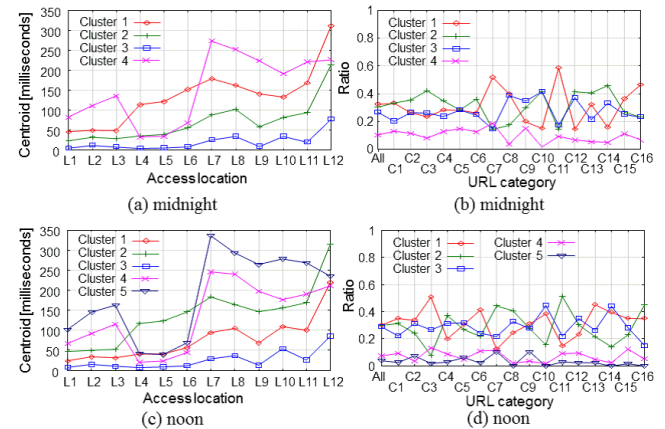 Centroid [milliseconds]
350
300
250
200
150
100
50
0
Cluster 1
Cluster 2
Cluster 3
Cluster 4
L1 L2 L3 L4 L5 L6 L7 L8 L9 L10 L11 L12
Access location
(a) midnight
Ratio
1
0.8
0.6
0.4
0.2
0
Cluster 1
Cluster 2
Cluster 3
Cluster 4
All C2 C4 C6 C8 C10 C12 C14 C16
C1 C3 C5 C7 C9 C11 C13 C15
URL category
(b) midnight
Centroid [milliseconds]
350
300
250
200
150
100
50
0
Cluster 1
Cluster 2
Cluster 3
Cluster 4
Cluster 5
L1 L2 L3 L4 L5 L6 L7 L8 L9 L10 L11 L12
Access location
(c) noon
Ratio
1
0.8
0.6
0.4
0.2
0
Cluster 1 Cluster 4
Cluster 2 Cluster 5
Cluster 3
All C2 C4 C6 C8 C10 C12 C14 C16
C1 C3 C5 C7 C9 C11 C13 C15
URL category
(d) noon